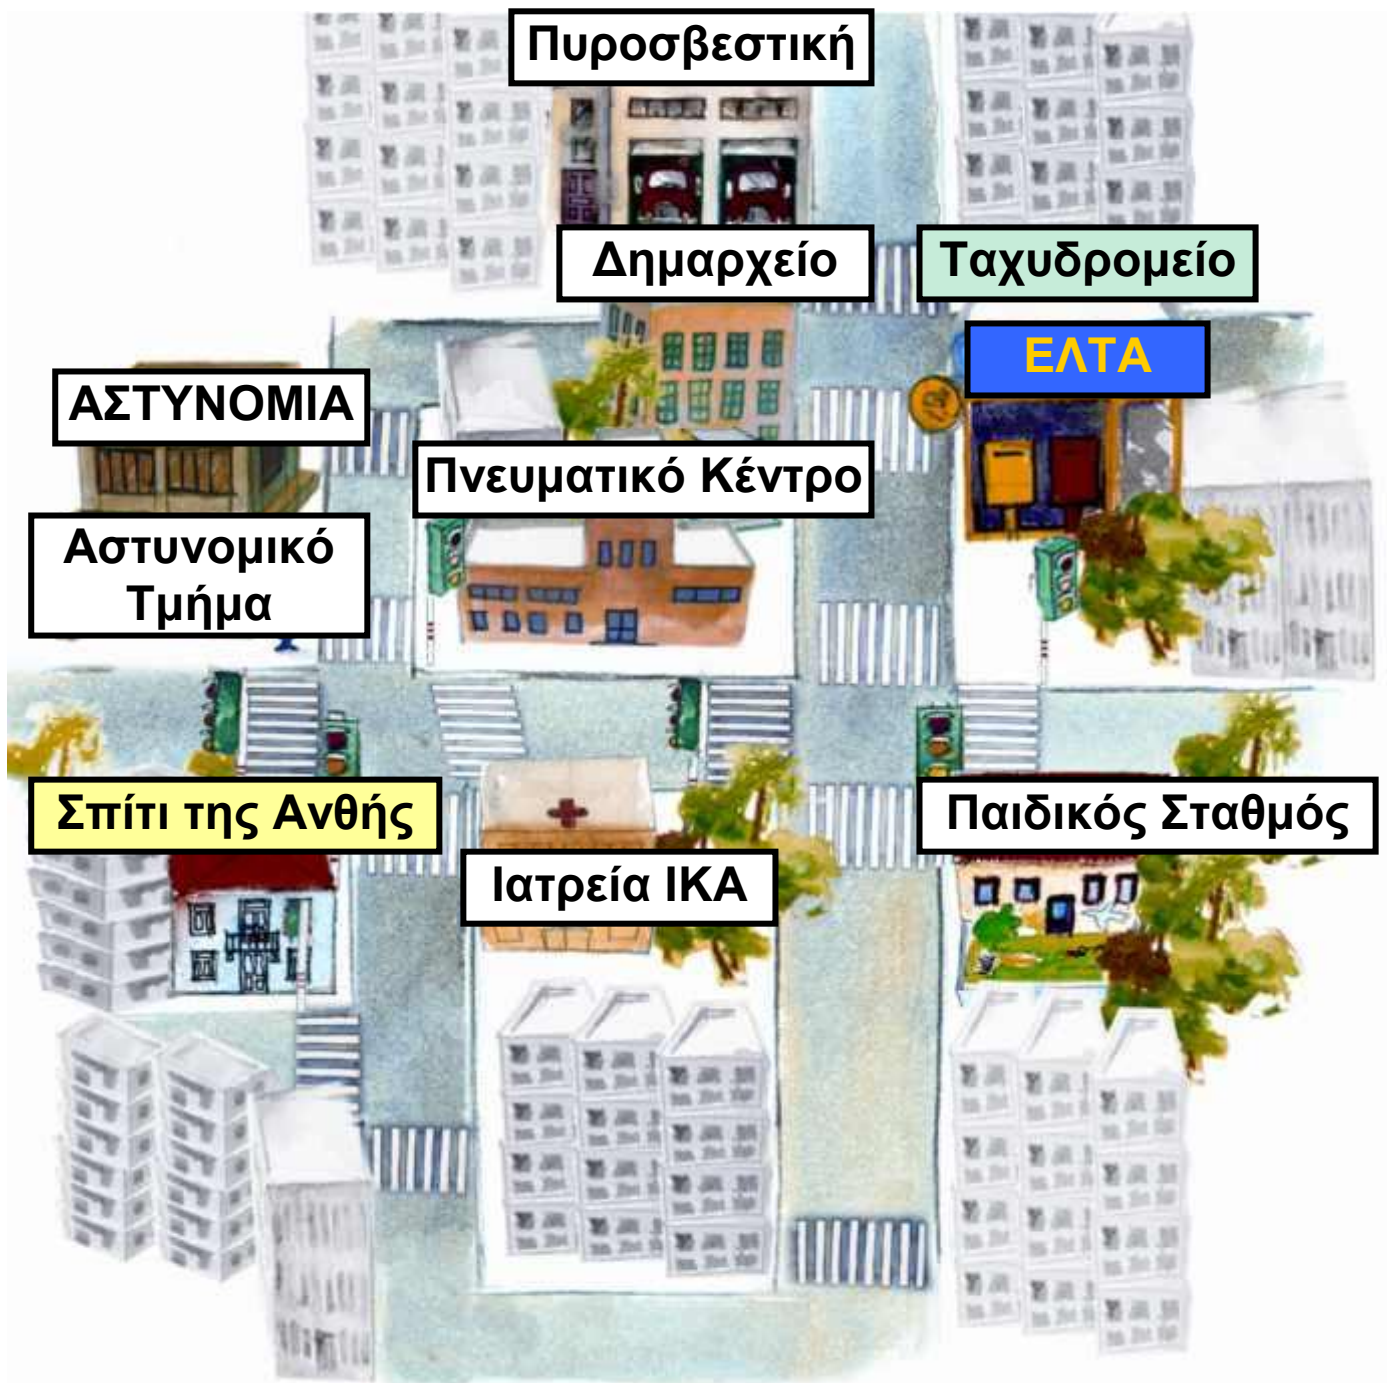 Πυροσβεστική
Δημαρχείο
Ταχυδρομείο
ΕΛΤΑ
ΑΣΤΥΝΟΜΙΑ
Πνευματικό Κέντρο
Αστυνομικό
Τμήμα
Σπίτι της Ανθής
Παιδικός Σταθμός
Ιατρεία ΙΚΑ